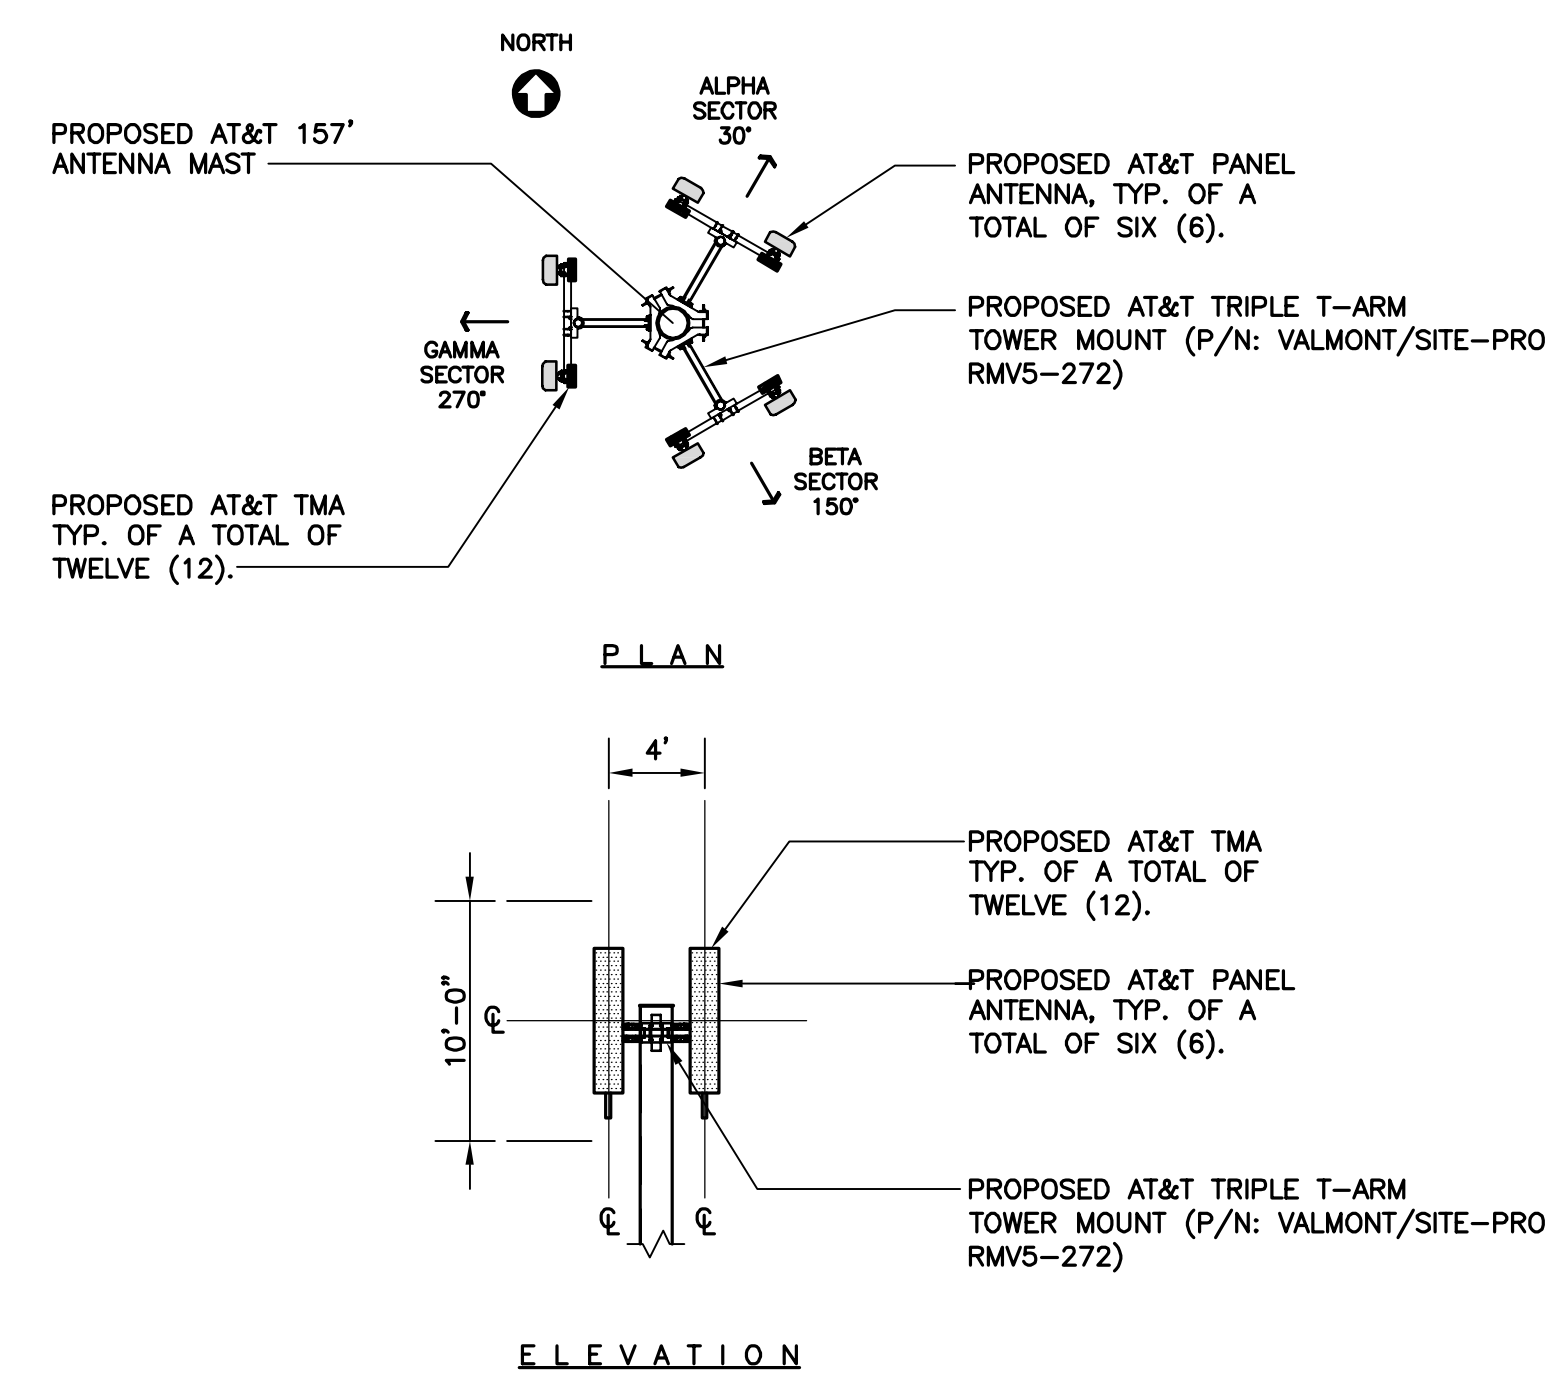 NORTH
ALPHA
SECTOR
30°
PROPOSED AT&T 157'
ANTENNA MAST
PROPOSED AT&T PANEL
ANTENNA, TYP. OF A
TOTAL OF SIX (6).
PROPOSED AT&T TRIPLE T-ARM
TOWER MOUNT (P/N: VALMONT/SITE-PRO
RMV5-272)
GAMMA
SECTOR
270°
BETA
SECTOR
150°
PROPOSED AT&T TMA
TYP. OF A TOTAL OF
TWELVE (12).
PLAN
4'
PROPOSED AT&T TMA
TYP. OF A TOTAL OF
TWELVE (12).
10'-0"
℄
PROPOSED AT&T PANEL
ANTENNA, TYP. OF A
TOTAL OF SIX (6).
PROPOSED AT&T TRIPLE T-ARM
TOWER MOUNT (P/N: VALMONT/SITE-PRO
RMV5-272)
℄ ℄
ELEVATION